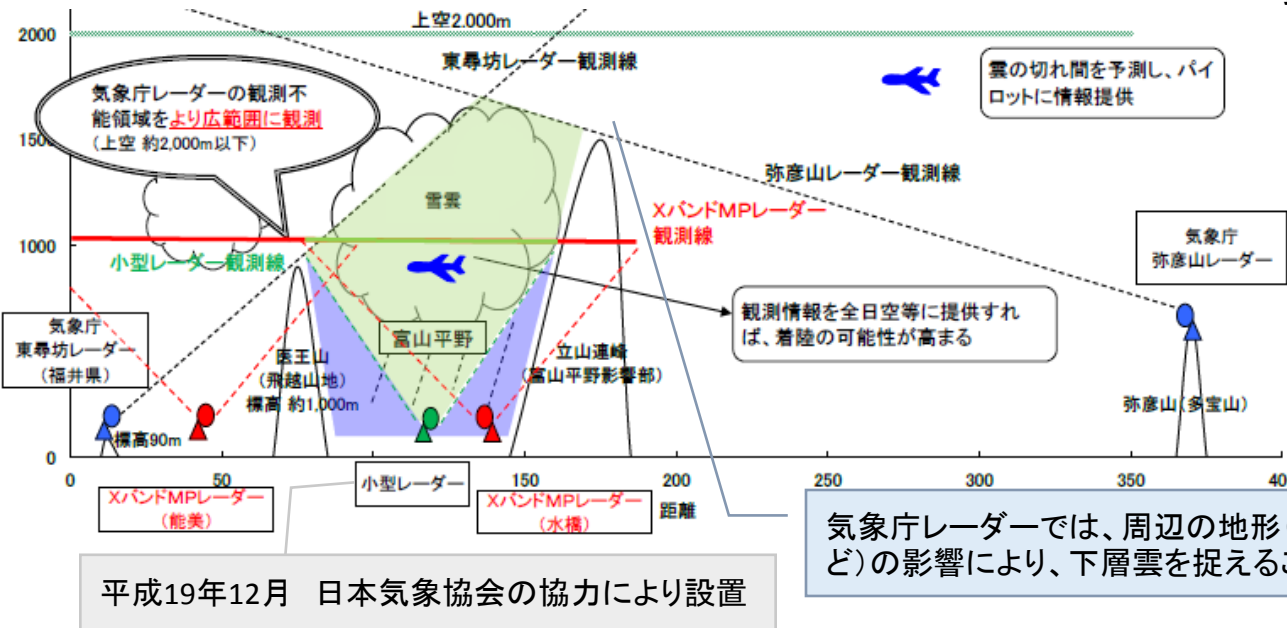 上空2.000m
2000
東尋坊レーダー観測線
雲の切れ間を予測し、パイ
ロットに情報提供
気象庁レーダーの観測不
能領域をより広範囲に観測
(上空 約2,000m以下)
1500
弥彦山レーダー観測線
雪雲
XバンドMPレーダー
観測線
1000
小型レーダー観測線
気象庁
弥彦山レーダー
観測情報を全日空等に提供すれ
ば、着陸の可能性が高まる
気象庁
東尋坊レーダー
(福井県)
富山平野
医王山
(飛越山地)
標高 約1,000m
立山連峰
(富山平野影響部)
500
弥彦山(多宝山)
標高90m
0
0
50
150
200
250
300
350
40
XバンドMPレーダー
(能美)
小型レーダー
XバンドMPレーダー
(水橋)
距離
気象庁レーダーでは、周辺の地形
ど)の影響により、下層雲を捉えるこ
平成19年12月 日本気象協会の協力により設置